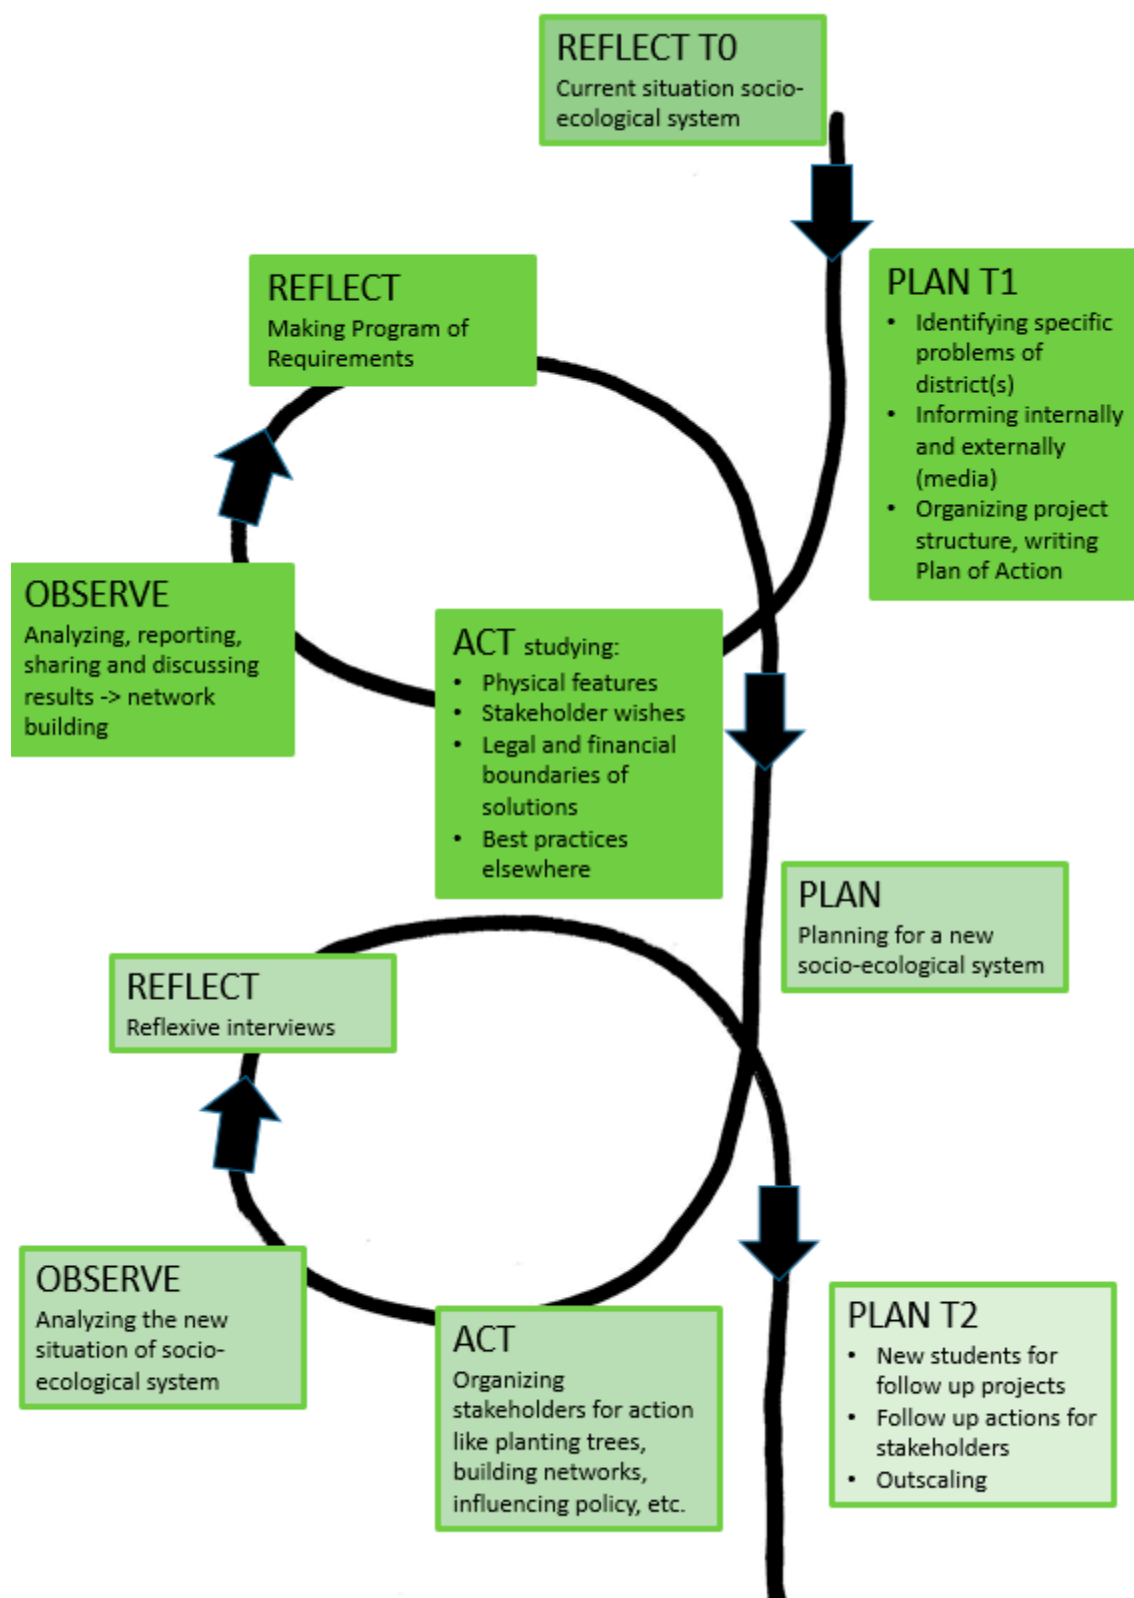 REFLECT T0
Current situation socio-
ecological system
REFLECT
Making Program of
Requirements
PLAN T1
• Identifying specific
problems of
district(s)
• Informing internally
and externally
(media)
• Organizing project
structure, writing
Plan of Action
OBSERVE
Analyzing, reporting,
sharing and discussing
results -> network
building
ACT studying:
• Physical features
• Stakeholder wishes
• Legal and financial
boundaries of
solutions
• Best practices
elsewhere
PLAN
Planning for a new
socio-ecological system
REFLECT
Reflexive interviews
OBSERVE
Analyzing the new
situation of socio-
ecological system
ACT
Organizing
stakeholders for action
like planting trees,
building networks,
influencing policy, etc.
PLAN T2
• New students for
follow up projects
• Follow up actions for
stakeholders
• Outscaling